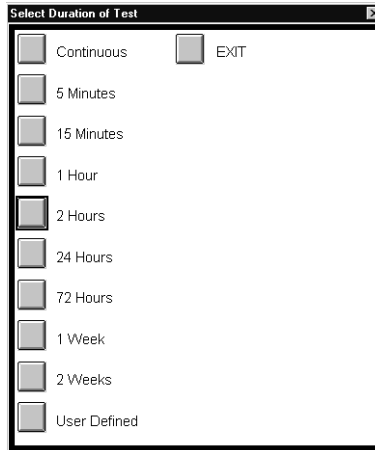 Select Duration of Test
Continuous
EXIT
5 Minutes
15 Minutes
1 Hour
2 Hours
24 Hours
72 Hours
1 Week
2 Weeks
User Defined